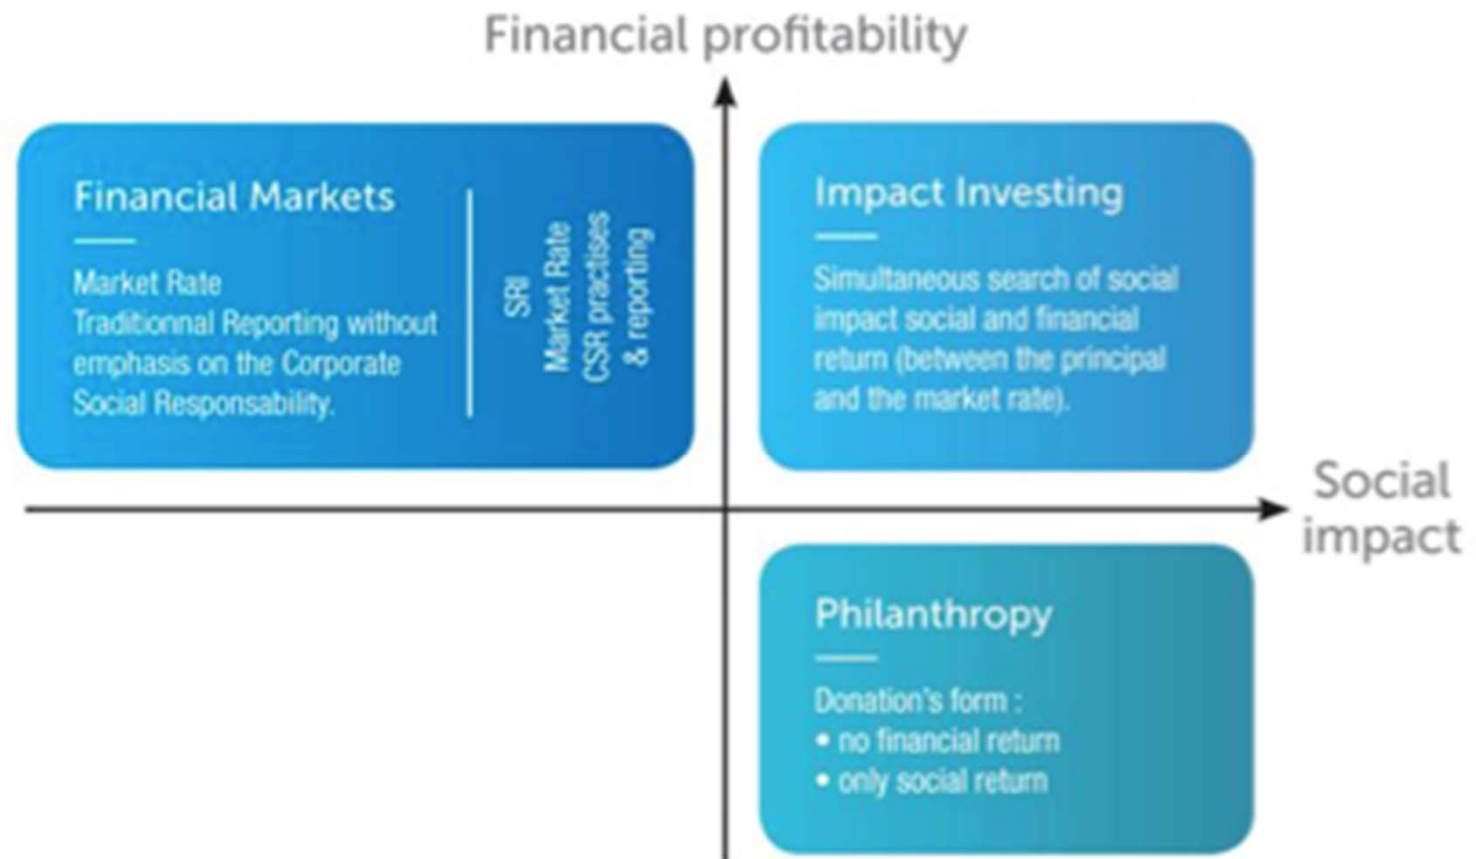 Financial profitability
Financial Markets
Market Rate
Traditionnal Reporting without
emphasis on the Corporate
Social Responsability.
SRI
Market Rate
CSR practises
& reporting
Impact Investing
Simultaneous search of social
impact social and financial
return (between the principal
and the market rate).
Social
impact
Philanthropy
Donation's form :
• no financial return
• only social return